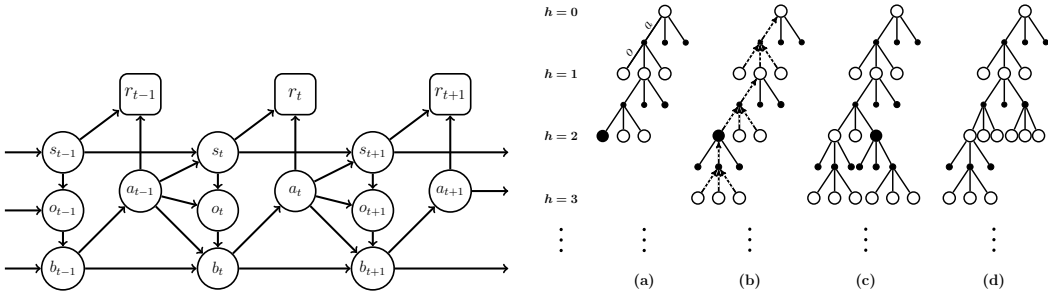 r_{t-1} r_t r_{t+1}
s_{t-1} s_t s_{t+1}
a_{t-1} a_t a_{t+1}
o_{t-1} o_t o_{t+1}
b_{t-1} b_t b_{t+1}
h = 0
a
o
h = 1
h = 2
h = 3
(a) (b) (c) (d)